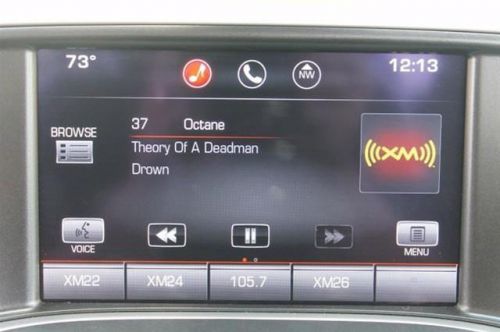 73°
NW
12:13
37 Octane
BROWSE
Theory Of A Deadman
Drown
((XM))
VOICE
MENU
XM22
XM24
105.7
XM26